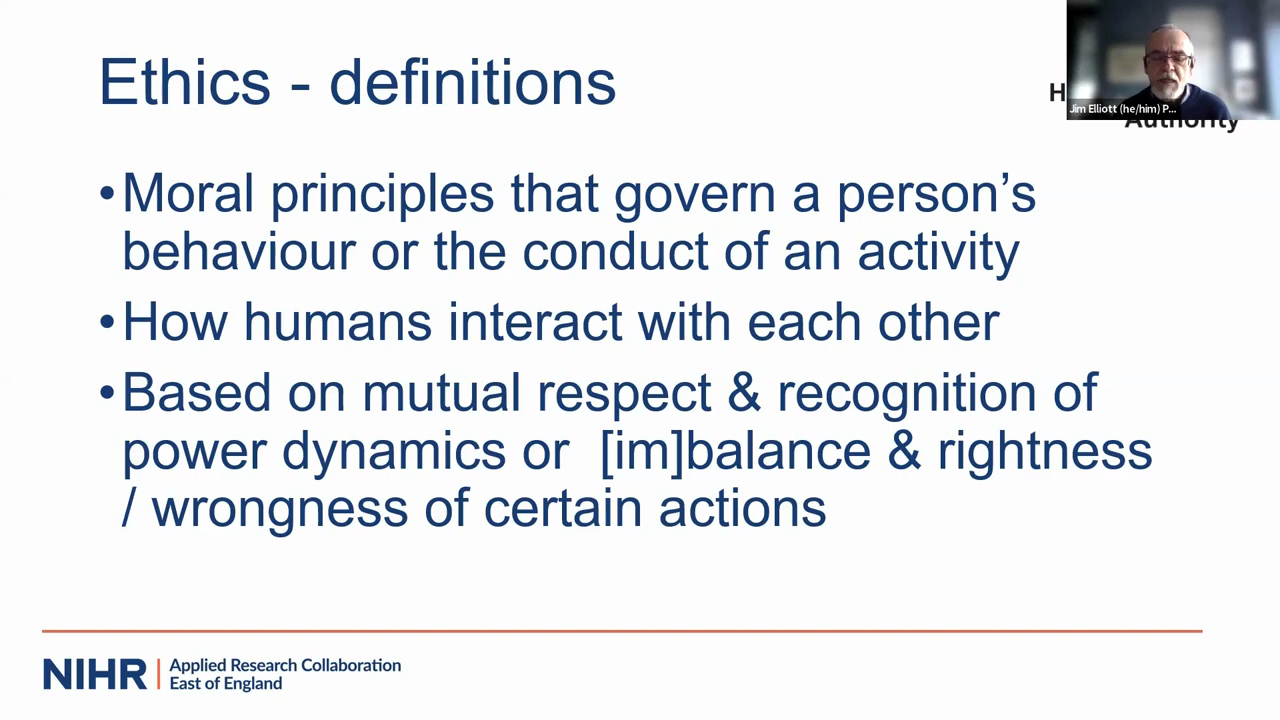 Ethics - definitions
Jim Elliott (he/him) P...
Authority
•Moral principles that govern a person’s
behaviour or the conduct of an activity
•How humans interact with each other
•Based on mutual respect & recognition of
power dynamics or [im]balance & rightness
/ wrongness of certain actions
NIHR | Applied Research Collaboration
East of England